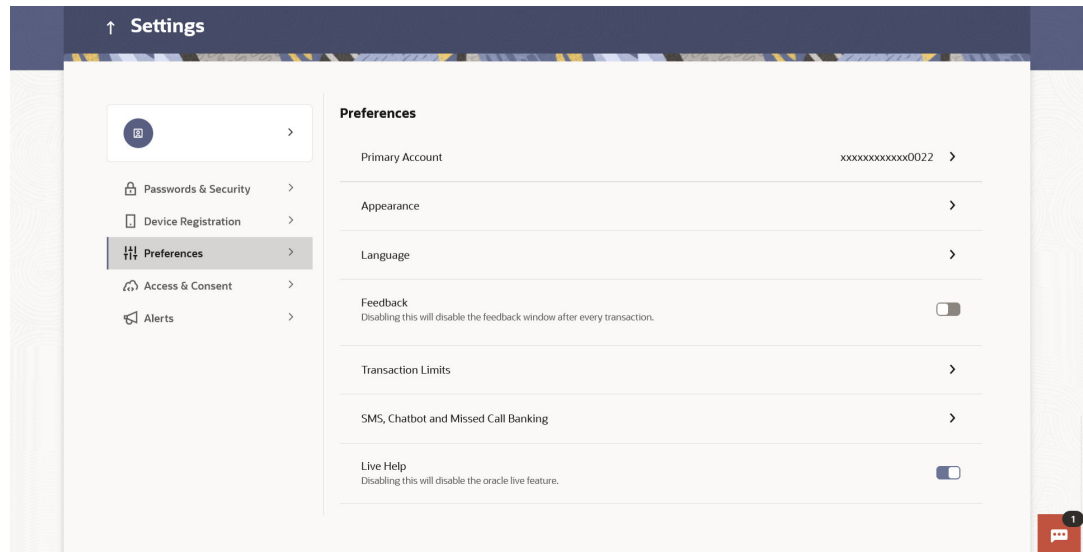 Settings
Passwords & Security
Device Registration
Preferences
Access & Consent
Alerts
Preferences
Primary Account xxxxxxxxxxxx0022
Appearance
Language
Feedback
Disabling this will disable the feedback window after every transaction.
Transaction Limits
SMS, Chatbot and Missed Call Banking
Live Help
Disabling this will disable the oracle live feature.
1